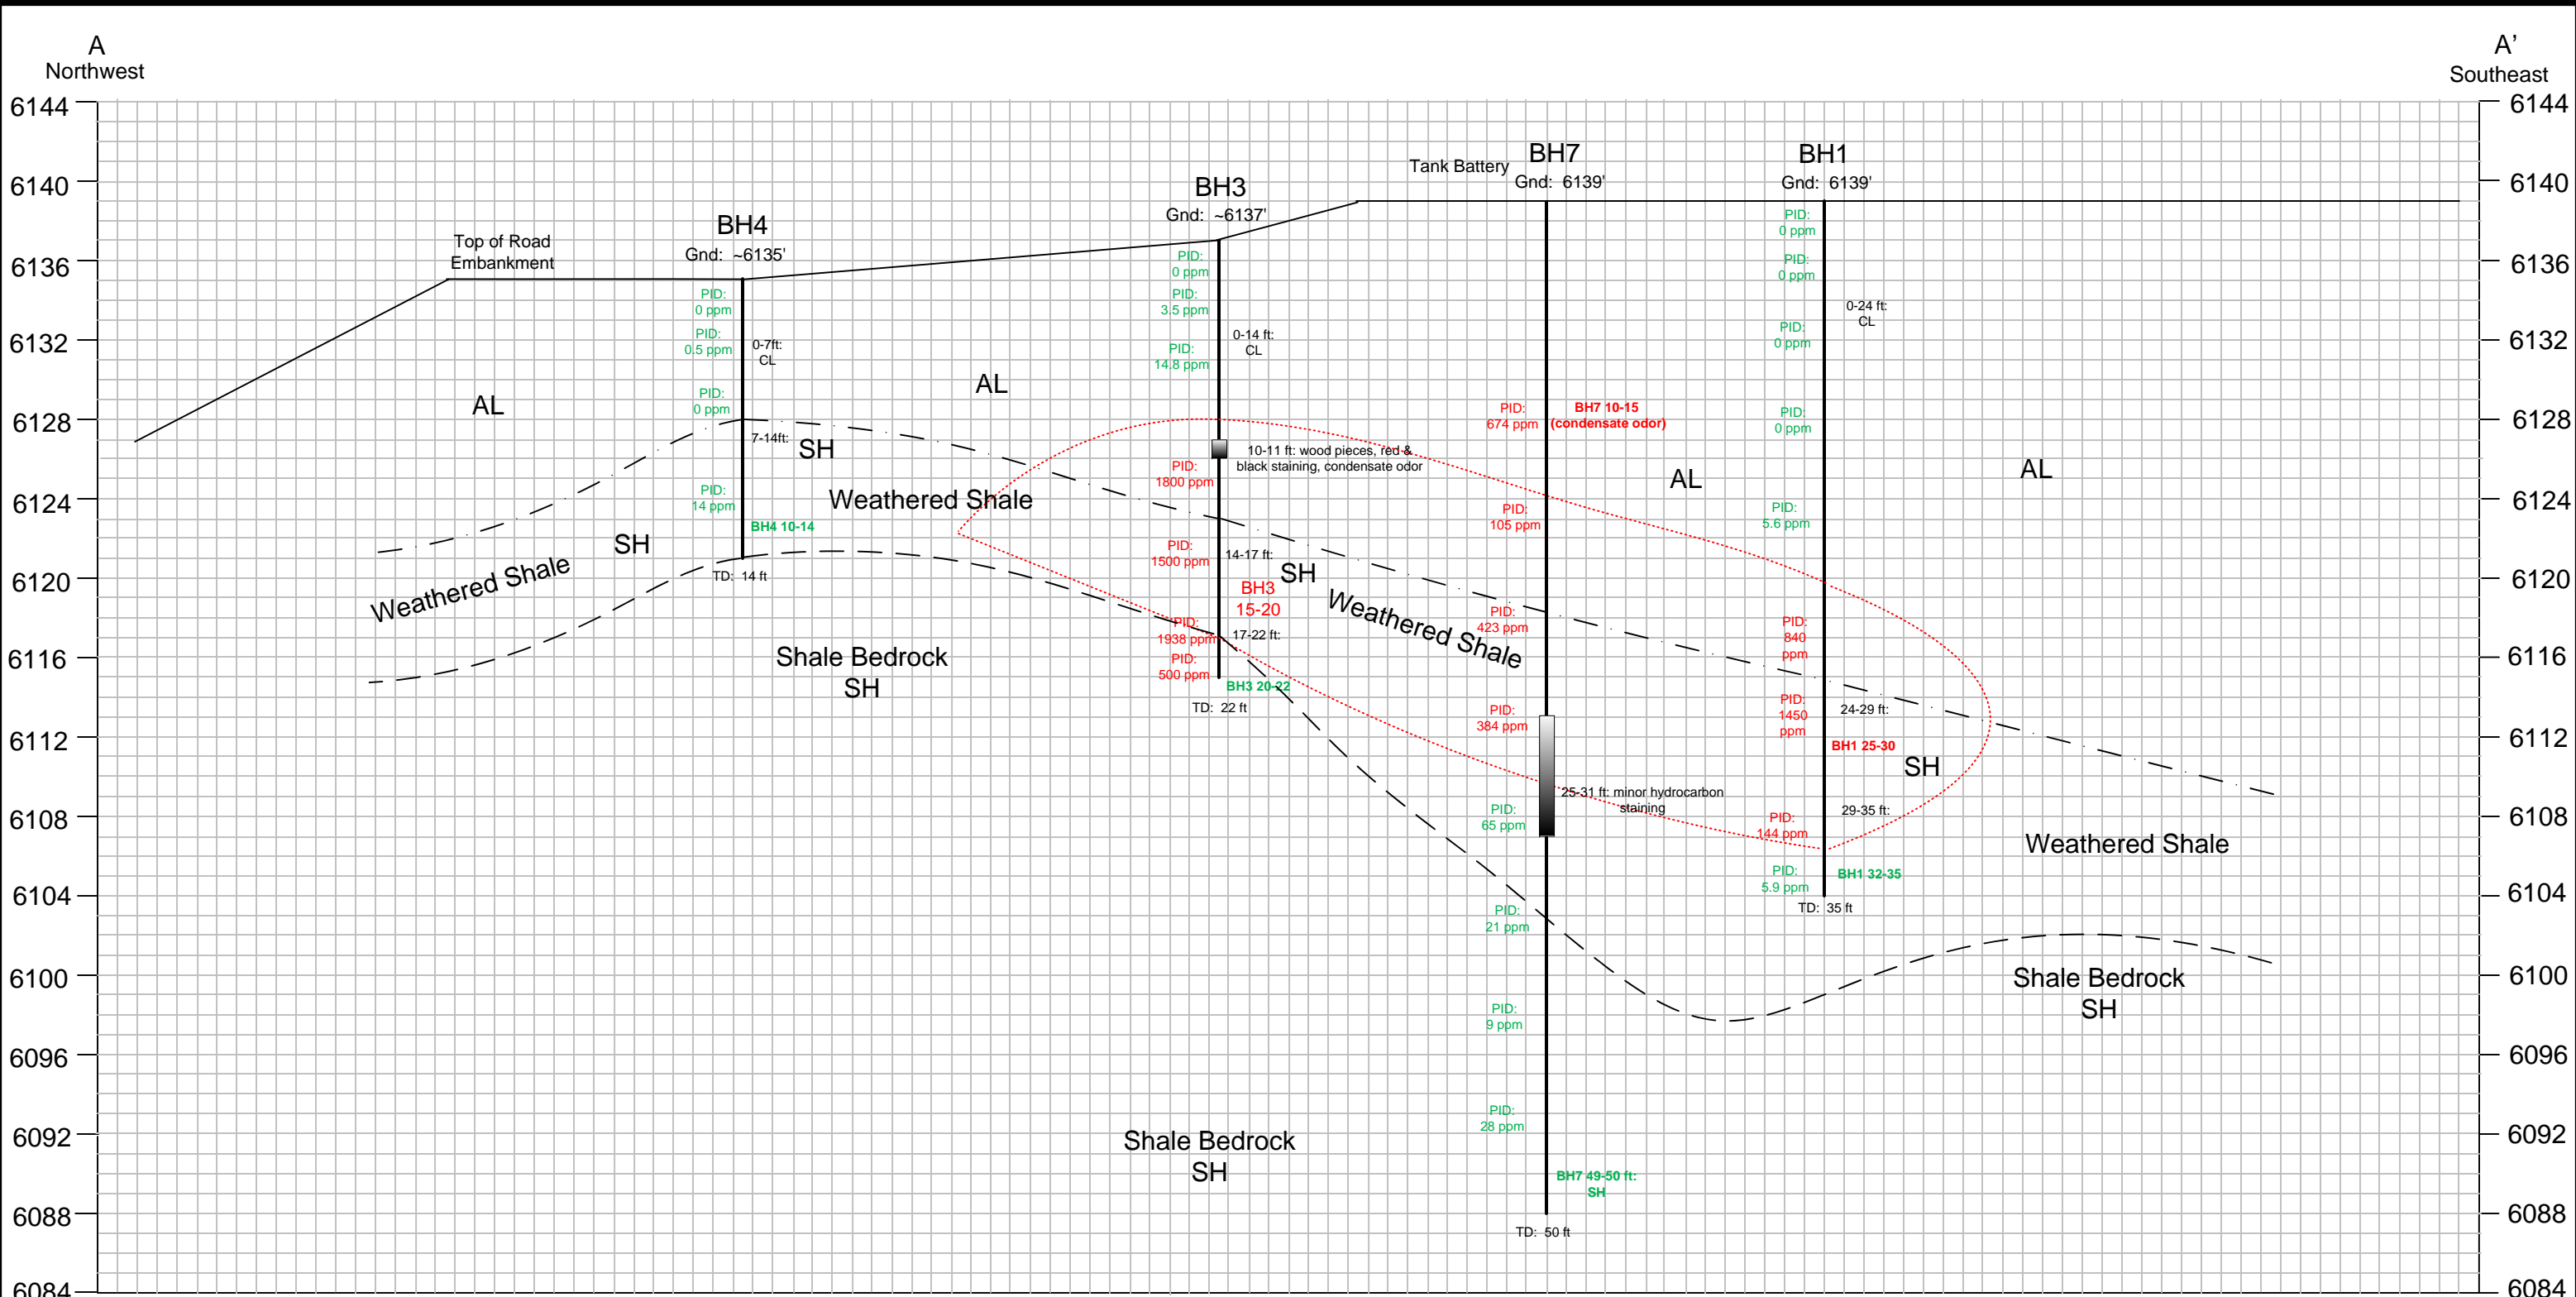 A
Northwest
A’
Southeast
6144
6140
6136
6132
6128
6124
6120
6116
6112
6108
6104
6100
6096
6092
6088
6084
Top of Road
Embankment
BH4
Gnd: ~6135'
PID:
0 ppm
PID:
0.5 ppm
0-7ft:
CL
PID:
0 ppm
7-14ft:
SH
PID:
14 ppm
BH4 10-14
TD: 14 ft
AL
AL
Weathered Shale
SH
Weathered Shale
Shale Bedrock
SH
BH3
Gnd: ~6137'
PID:
0 ppm
PID:
3.5 ppm
0-14 ft:
CL
PID:
14.8 ppm
10-11 ft: wood pieces, red &
black staining, condensate odor
PID:
1800 ppm
PID:
1500 ppm
14-17 ft:
SH
BH3
15-20
Weathered Shale
PID:
1938 ppm
17-22 ft:
PID:
500 ppm
BH3 20-22
TD: 22 ft
Tank Battery
BH7
Gnd: 6139'
PID:
674 ppm
BH7 10-15
(condensate odor)
PID:
105 ppm
PID:
423 ppm
PID:
384 ppm
25-31 ft: minor hydrocarbon
staining
PID:
65 ppm
PID:
21 ppm
PID:
9 ppm
PID:
28 ppm
BH7 49-50 ft:
SH
TD: 50 ft
Shale Bedrock
SH
BH1
Gnd: 6139'
PID:
0 ppm
PID:
0 ppm
0-24 ft:
CL
PID:
0 ppm
PID:
0 ppm
AL
AL
PID:
5.6 ppm
PID:
840
ppm
PID:
1450
ppm
24-29 ft:
BH1 25-30
SH
29-35 ft:
PID:
144 ppm
PID:
5.9 ppm
BH1 32-35
TD: 35 ft
Weathered Shale
Shale Bedrock
SH
6144
6140
6136
6132
6128
6124
6120
6116
6112
6108
6104
6100
6096
6092
6088
6084